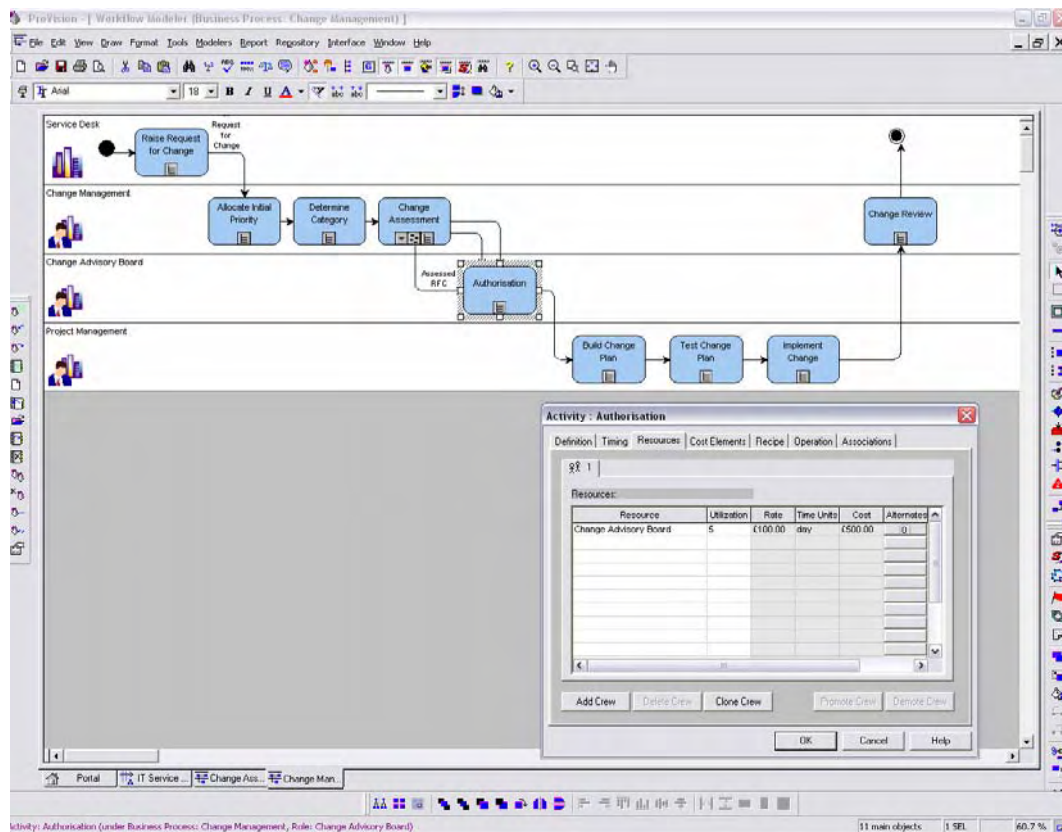 ProVision - [ Workflow Modeler (Business Process: Change Management) ]
File Edit View Draw Format Tools Modelers Report Repository Interface Window Help
Arial 18 B I U A abc abc
Service Desk
Raise Request
for Change
Request
for
Change
Change Management
Allocate Initial
Priority
Determine
Category
Change
Assessment
Change Review
Change Advisory Board
Assessed
RFC
Authorisation
Project Management
Build Change
Plan
Test Change
Plan
Implement
Change
Activity : Authorisation
Definition Timing Resources Cost Elements Recipe Operation Associations
1
Resources:
Resource Utilization Rate Time Units Cost Alternates
Change Advisory Board 5 £100.00 day £500.00 0
Add Crew Delete Crew Clone Crew Promote Crew Demote Crew
OK Cancel Help
Portal IT Service ... Change Ass... Change Man...
Activity: Authorisation (under Business Process: Change Management, Role: Change Advisory Board) 11 main objects 1 SEL 60.7 %